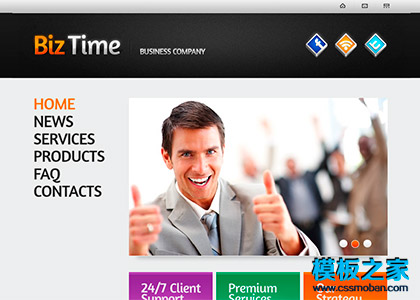 Biz Time
BUSINESS COMPANY
HOME
NEWS
SERVICES
PRODUCTS
FAQ
CONTACTS
24/7 Client
Support
Premium
Services
Strategy
模板之家
www.cssmoban.com